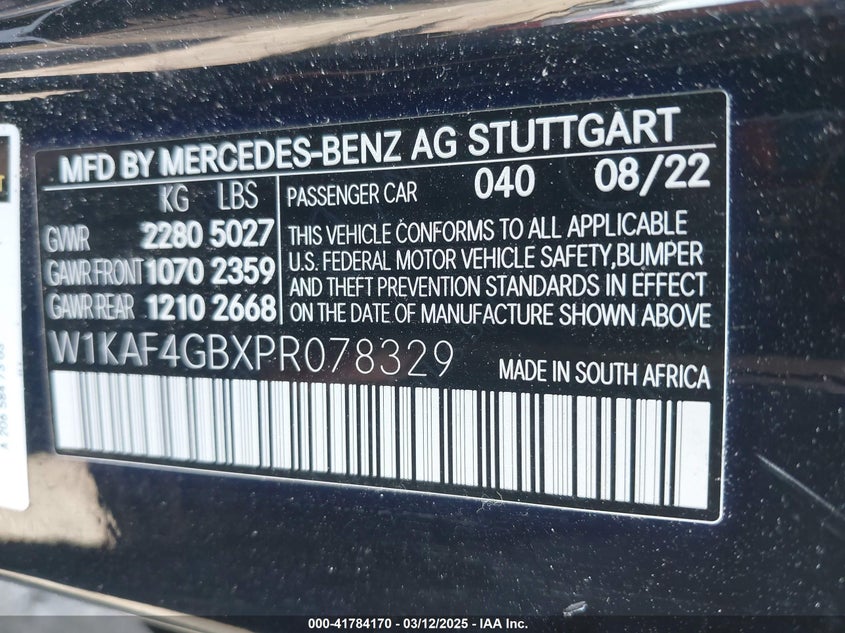 MFD BY MERCEDES-BENZ AG STUTTGART
KG LBS
PASSENGER CAR 040 08/22
GVWR 2280 5027
GAWR FRONT 1070 2359
GAWR REAR 1210 2668
THIS VEHICLE CONFORMS TO ALL APPLICABLE
U.S. FEDERAL MOTOR VEHICLE SAFETY,BUMPER
AND THEFT PREVENTION STANDARDS IN EFFECT
ON THE DATE OF MANUFACTURE SHOWN ABOVE
W1KAF4GBXPR078329
MADE IN SOUTH AFRICA
000-41784170 - 03/12/2025 - IAA Inc.